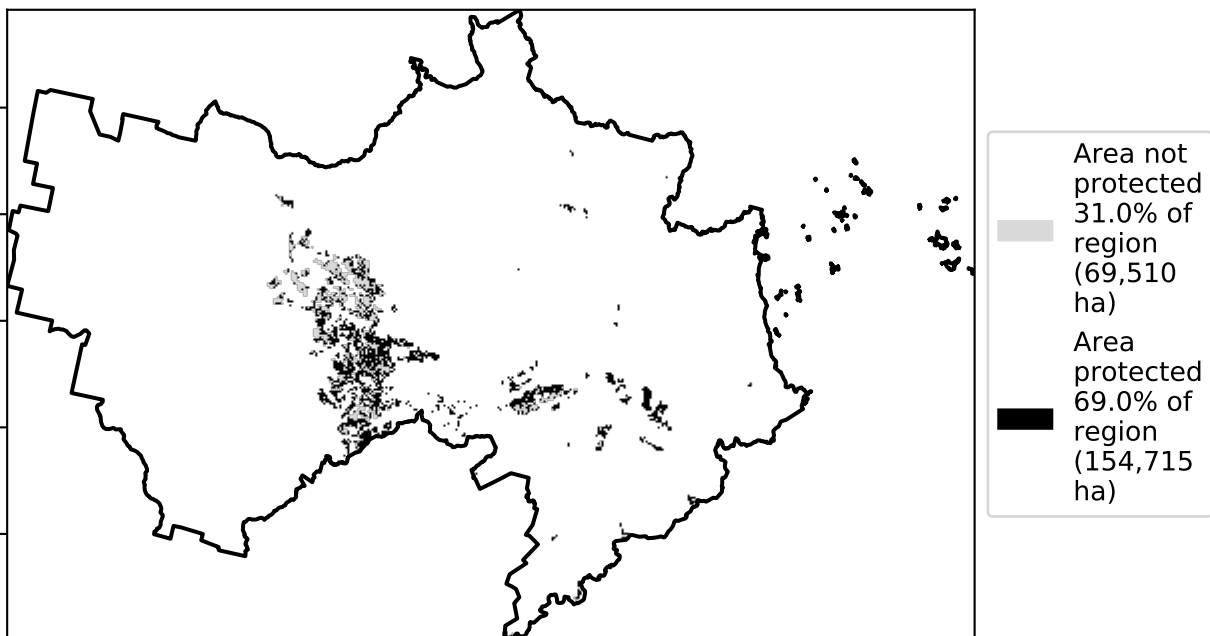 Area not
protected
31.0% of
region
(69,510
ha)
Area
protected
69.0% of
region
(154,715
ha)